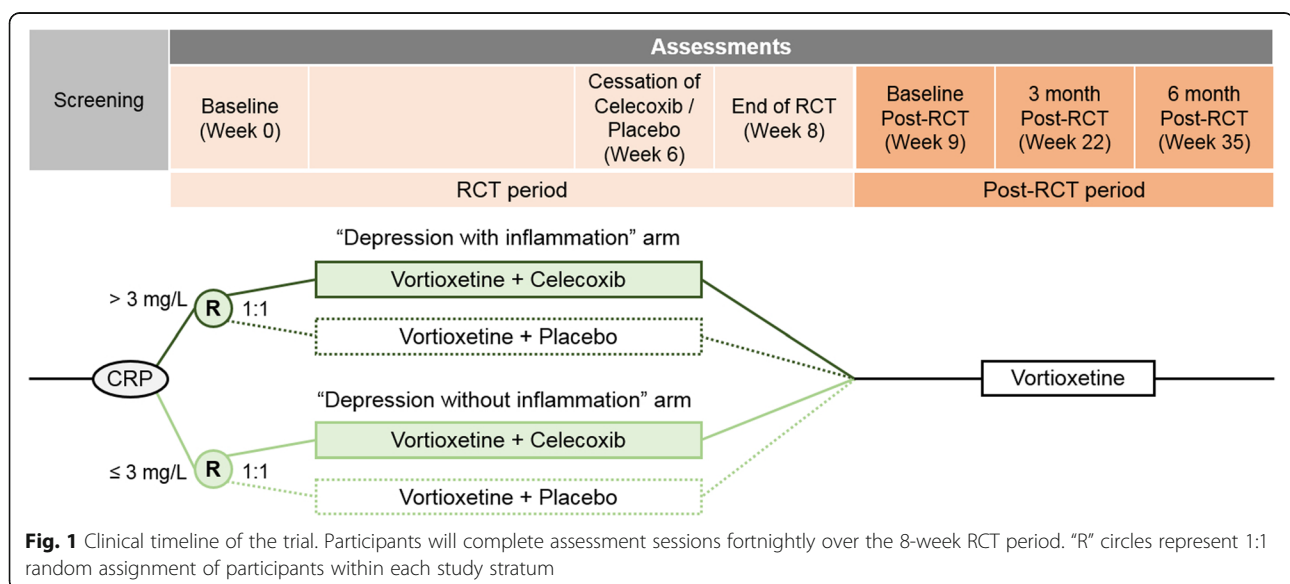 Assessments
Screening
Baseline
(Week 0)
Cessation of
Celecoxib /
Placebo
(Week 6)
End of RCT
(Week 8)
Baseline
Post-RCT
(Week 9)
3 month
Post-RCT
(Week 22)
6 month
Post-RCT
(Week 35)
RCT period
Post-RCT period
“Depression with inflammation” arm
> 3 mg/L
R
1:1
Vortioxetine + Celecoxib
Vortioxetine + Placebo
CRP
Vortioxetine
“Depression without inflammation” arm
≤ 3 mg/L
R
1:1
Vortioxetine + Celecoxib
Vortioxetine + Placebo
Fig. 1 Clinical timeline of the trial. Participants will complete assessment sessions fortnightly over the 8-week RCT period. “R” circles represent 1:1
random assignment of participants within each study stratum